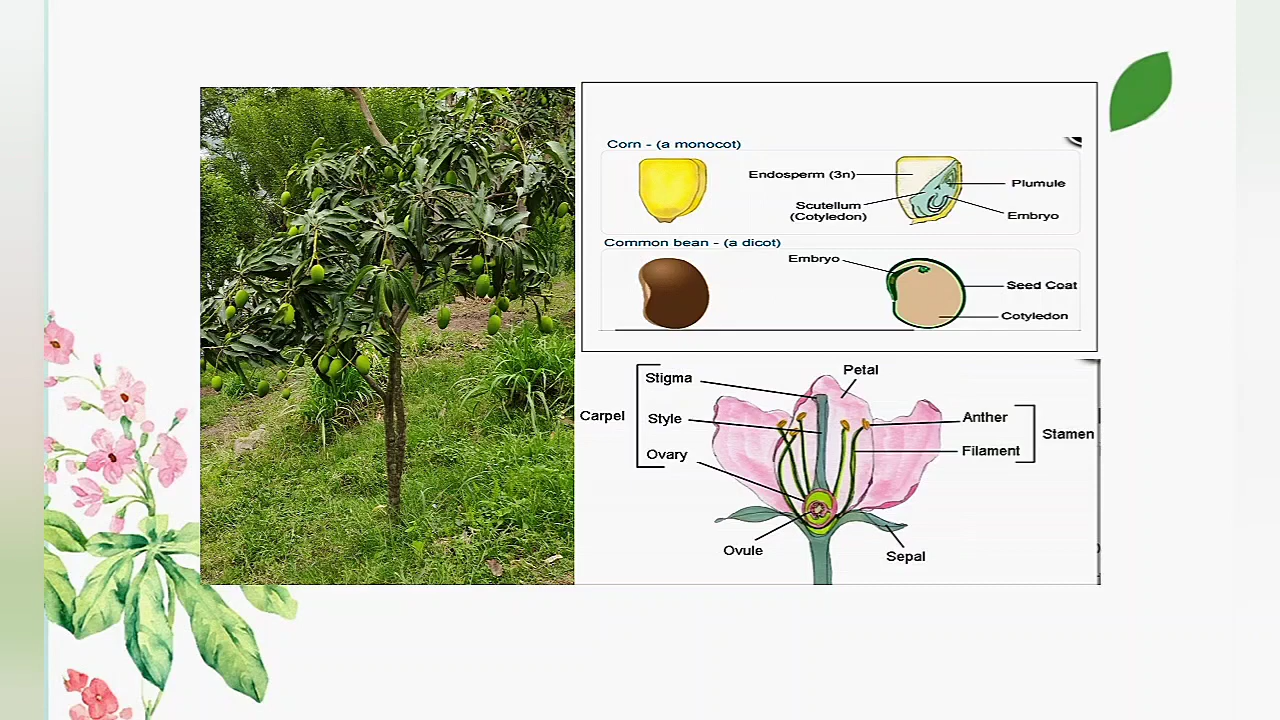 Corn - (a monocot)
Endosperm (3n)
Plumule
Scutellum
(Cotyledon)
Embryo
Common bean - (a dicot)
Embryo
Seed Coat
Cotyledon
Petal
Stigma
Carpel
Style
Ovary
Anther
Stamen
Filament
Ovule
Sepal